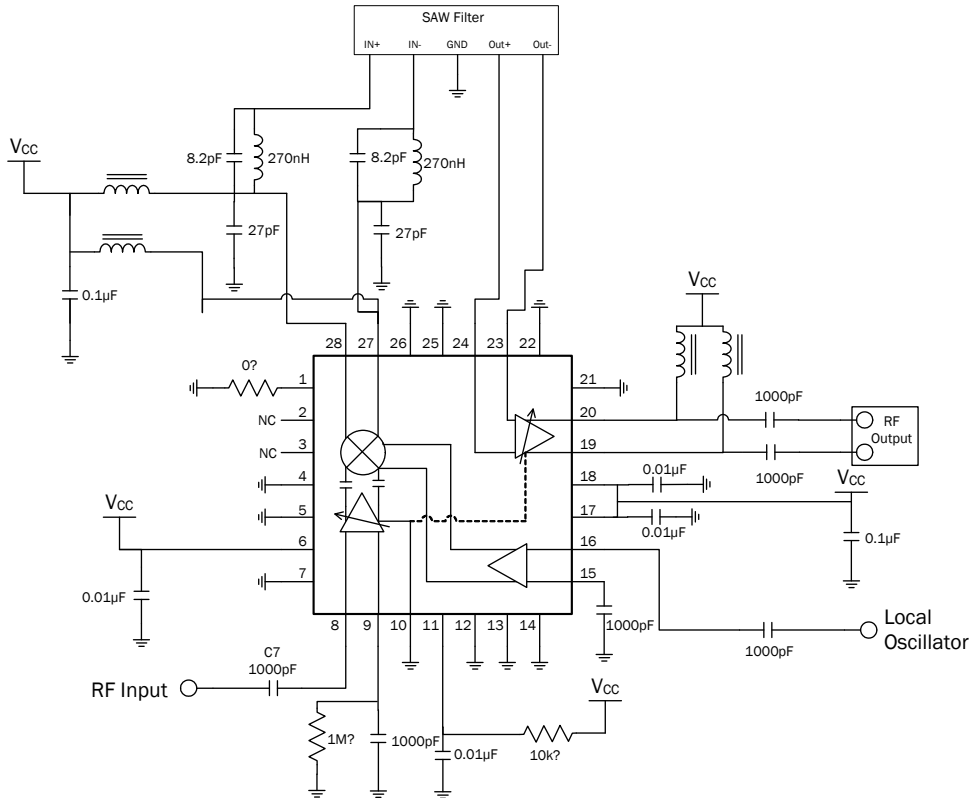 SAW Filter
IN+ IN- GND Out+ Out-
VCC
8.2pF
270nH
8.2pF
270nH
27pF
27pF
0.1µF
VCC
28 27 26 25 24 23 22
0?
1
21
1000pF
NC
2
20
RF
Output
NC
3
19
1000pF
4
18
0.01µF
VCC
5
17
0.01µF
VCC
6
16
0.1µF
7
15
0.01µF
8 9 10 11 12 13 14
1000pF
1000pF
Local
Oscillator
C7
1000pF
RF Input
VCC
1M?
1000pF
0.01µF
10k?